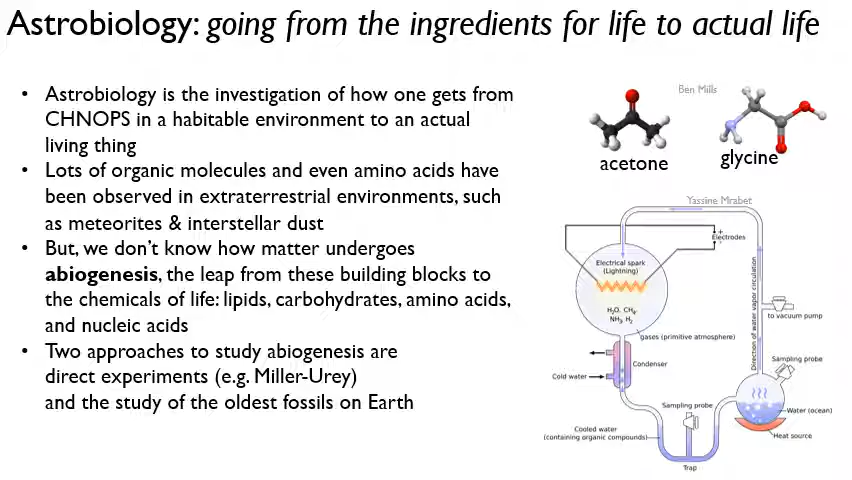 Astrobiology: going from the ingredients for life to actual life
• Astrobiology is the investigation of how one gets from
CHNOPS in a habitable environment to an actual
living thing
• Lots of organic molecules and even amino acids have
been observed in extraterrestrial environments, such
as meteorites & interstellar dust
• But, we don't know how matter undergoes
abiogenesis, the leap from these building blocks to
the chemicals of life: lipids, carbohydrates, amino acids,
and nucleic acids
• Two approaches to study abiogenesis are
direct experiments (e.g. Miller-Urey)
and the study of the oldest fossils on Earth
Ben Mills
acetone
glycine
Yassine Mrabet
+
-
Electrodes
Electrical spark
(Lightning)
H₂O, CH₄,
NH₃, H₂
gases (primitive atmosphere)
Direction of water vapor circulation
to vacuum pump
Condenser
Cold water
Sampling probe
Water (ocean)
Heat source
Sampling probe
Cooled water
(containing organic compounds)
Trap